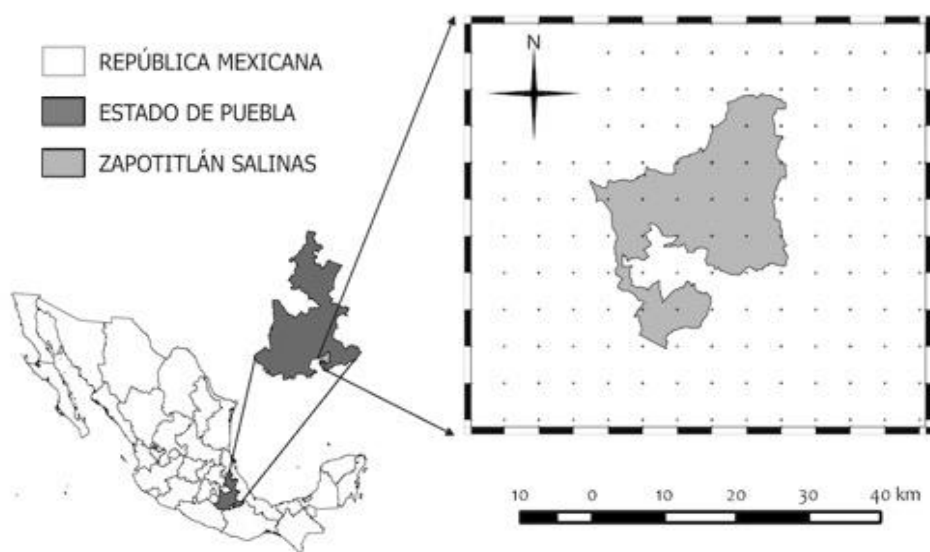 REPÚBLICA MEXICANA
ESTADO DE PUEBLA
ZAPOTITLÁN SALINAS
N
10 0 10 20 30 40 km